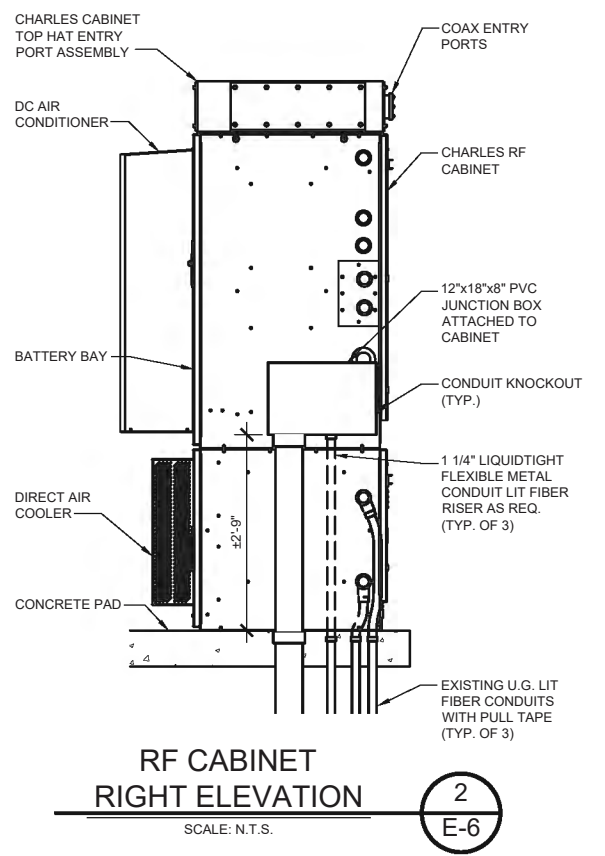 CHARLES CABINET
TOP HAT ENTRY
PORT ASSEMBLY
COAX ENTRY
PORTS
DC AIR
CONDITIONER
CHARLES RF
CABINET
12"x18"x8" PVC
JUNCTION BOX
ATTACHED TO
CABINET
BATTERY BAY
CONDUIT KNOCKOUT
(TYP.)
1 1/4" LIQUIDTIGHT
FLEXIBLE METAL
CONDUIT LIT FIBER
RISER AS REQ.
(TYP. OF 3)
DIRECT AIR
COOLER
±2'-9"
CONCRETE PAD
EXISTING U.G. LIT
FIBER CONDUITS
WITH PULL TAPE
(TYP. OF 3)
RF CABINET
RIGHT ELEVATION
SCALE: N.T.S.
2
E-6